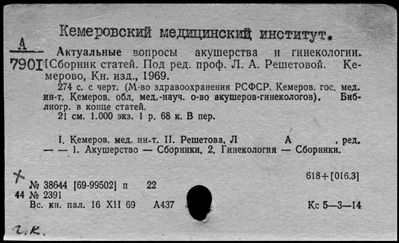 Кемеровский медицинский институт.
А
7901
Актуальные вопросы акушерства и гинекологии.
[Сборник статей. Под ред. проф. Л. А. Решетовой. Ке-
мерово, Кн. изд., 1969.
274 с. с черт. (М-во здравоохранения РСФСР. Кемеров. гос. мед.
ин-т, Кемеров. обл. мед.-науч. о-во акушеров-гинекологов). Биб-
лиогр. в конце статей.
21 см. 1.000 экз. 1 р. 68 к. В пер.
I. Кемеров. мед. ин-т. II. Решетова, Л А , ред.
— — 1. Акушерство — Сборники. 2. Гинекология — Сборники.
618+[016.3]
№ 38644 [69-99502] п 22
44 № 2391
Вс. кн. пал. 16 XII 69 А437 Кс 5—3—14
г.к.